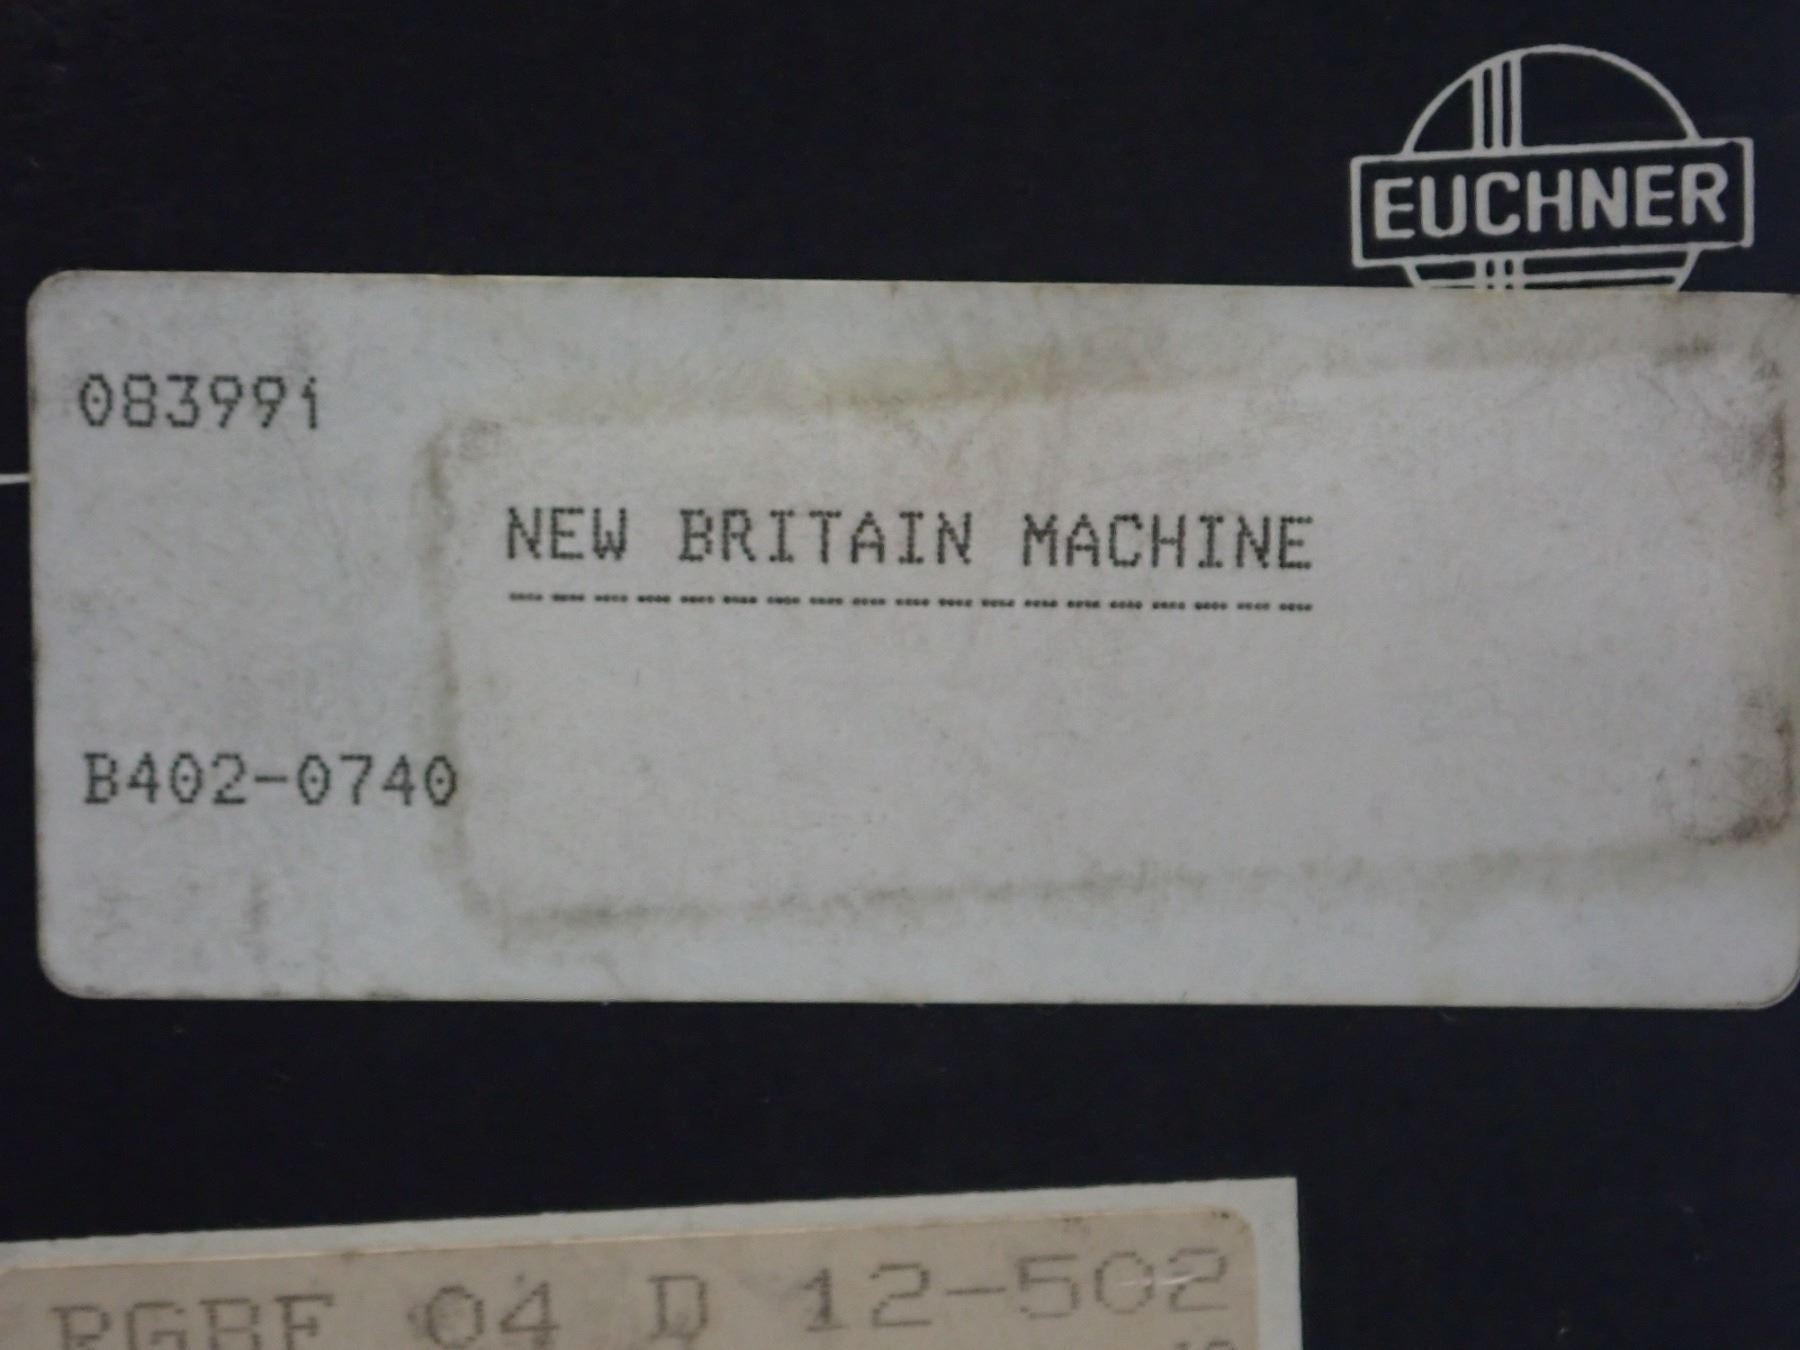 EUCHNER
083991
NEW BRITAIN MACHINE
-------------------
B402-0740
RGBF 04 D 12-502